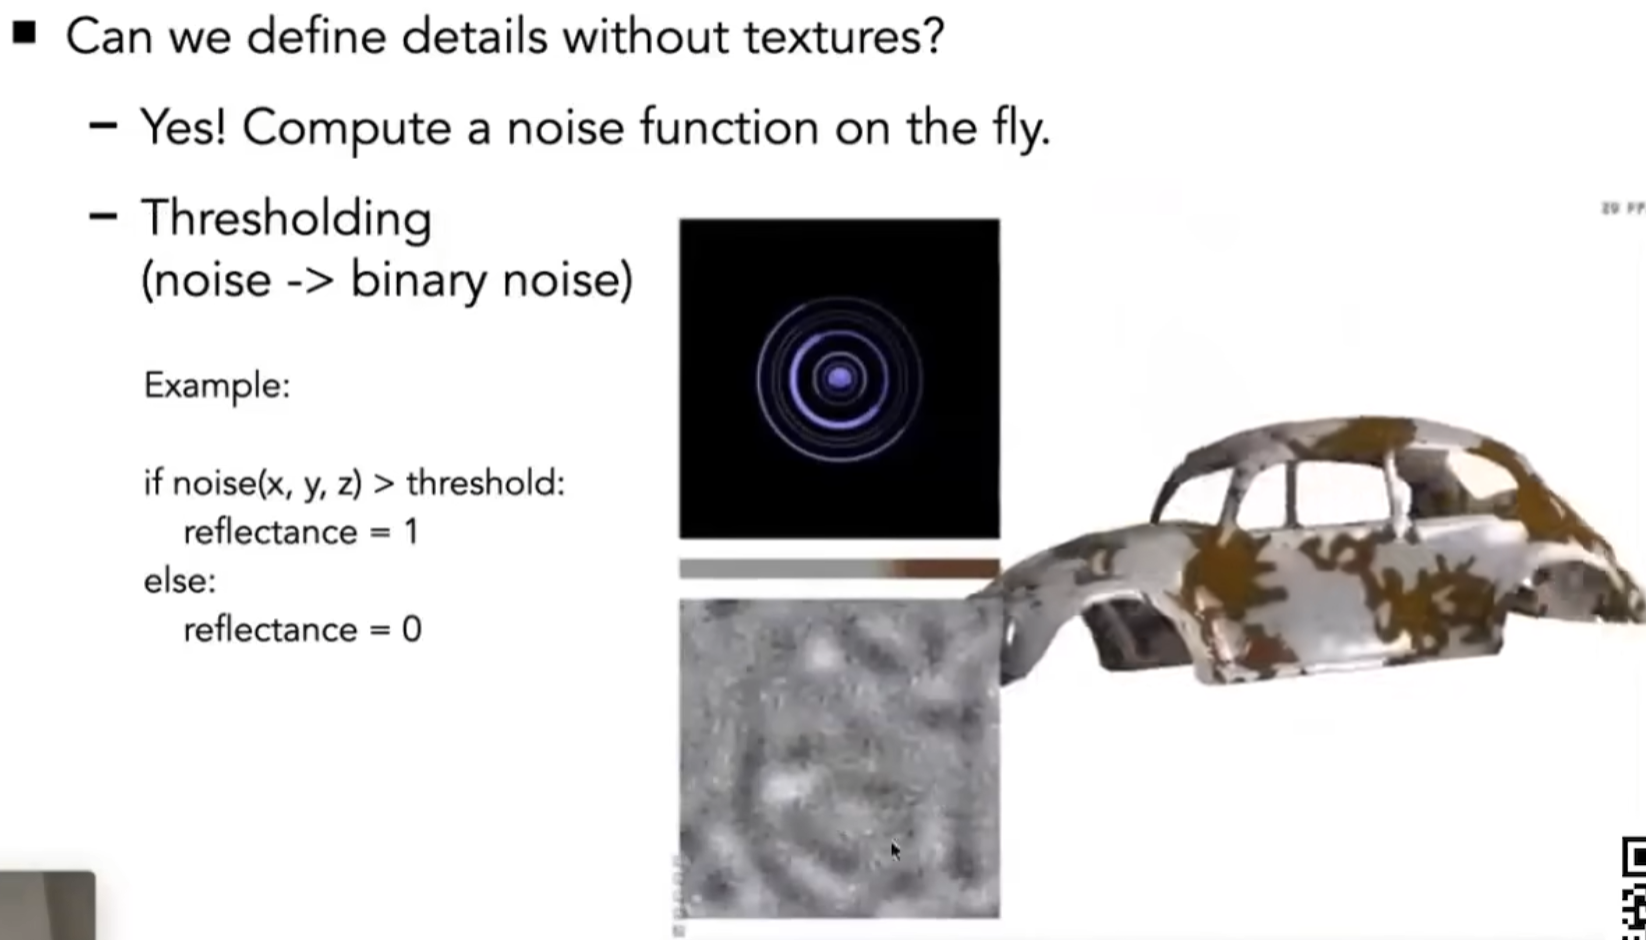 Can we define details without textures?
– Yes! Compute a noise function on the fly.
– Thresholding
(noise -> binary noise)
Example:
if noise(x, y, z) > threshold:
reflectance = 1
else:
reflectance = 0